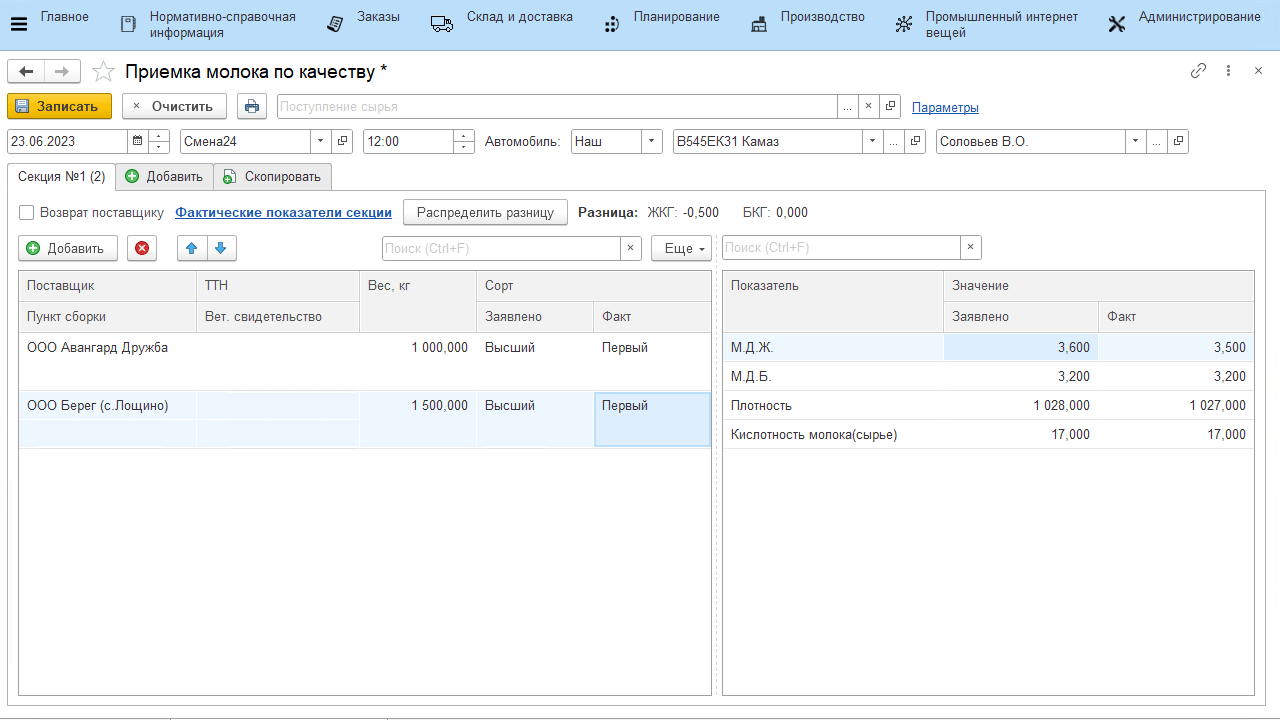 Главное
Нормативно-справочная
информация
Заказы
Склад и доставка
Планирование
Производство
Промышленный интернет
вещей
Администрирование
Приемка молока по качеству *
Записать
Очистить
Поступление сырья
...
Параметры
23.06.2023
Смена24
12:00
Автомобиль:
Наш
В545ЕК31 Камаз
...
Соловьев В.О.
...
Секция №1 (2)
Добавить
Скопировать
Возврат поставщику
Фактические показатели секции
Распределить разницу
Разница:
ЖКГ: -0,500
БКГ: 0,000
Добавить
Поиск (Ctrl+F)
Еще
Поиск (Ctrl+F)
Поставщик ТТН Вес, кг Сорт
Пункт сборки Вет. свидетельство Заявлено Факт
ООО Авангард Дружба 1 000,000 Высший Первый
ООО Берег (с.Лощино) 1 500,000 Высший Первый
Показатель Значение
Заявлено Факт
М.Д.Ж. 3,600 3,500
М.Д.Б. 3,200 3,200
Плотность 1 028,000 1 027,000
Кислотность молока(сырье) 17,000 17,000